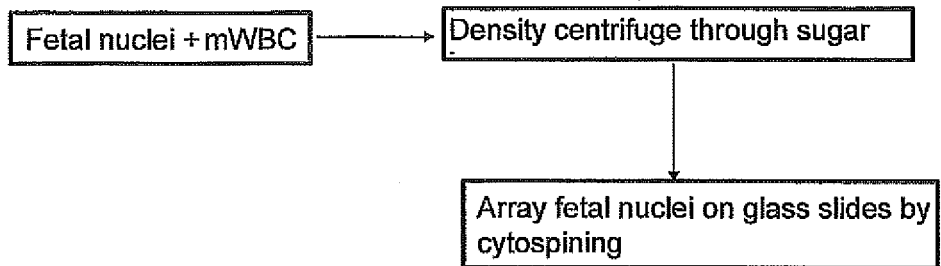 Fetal nuclei + mWBC
Density centrifuge through sugar
Array fetal nuclei on glass slides by
cytospining